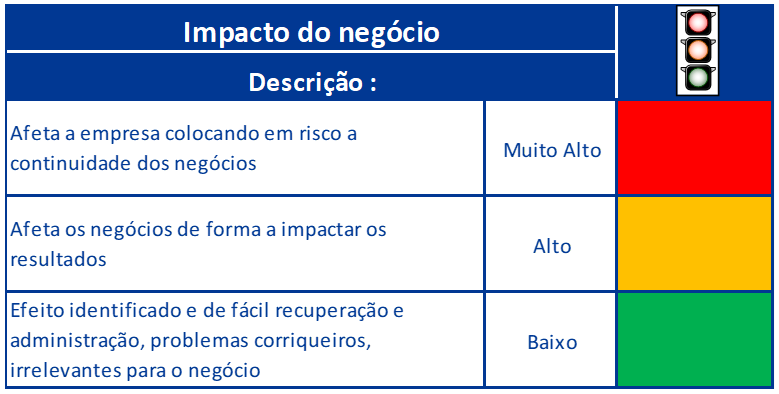 Impacto do negócio
Descrição :
Afeta a empresa colocando em risco a
continuidade dos negócios
Muito Alto
Afeta os negócios de forma a impactar os
resultados
Alto
Efeito identificado e de fácil recuperação e
administração, problemas corriqueiros,
irrelevantes para o negócio
Baixo